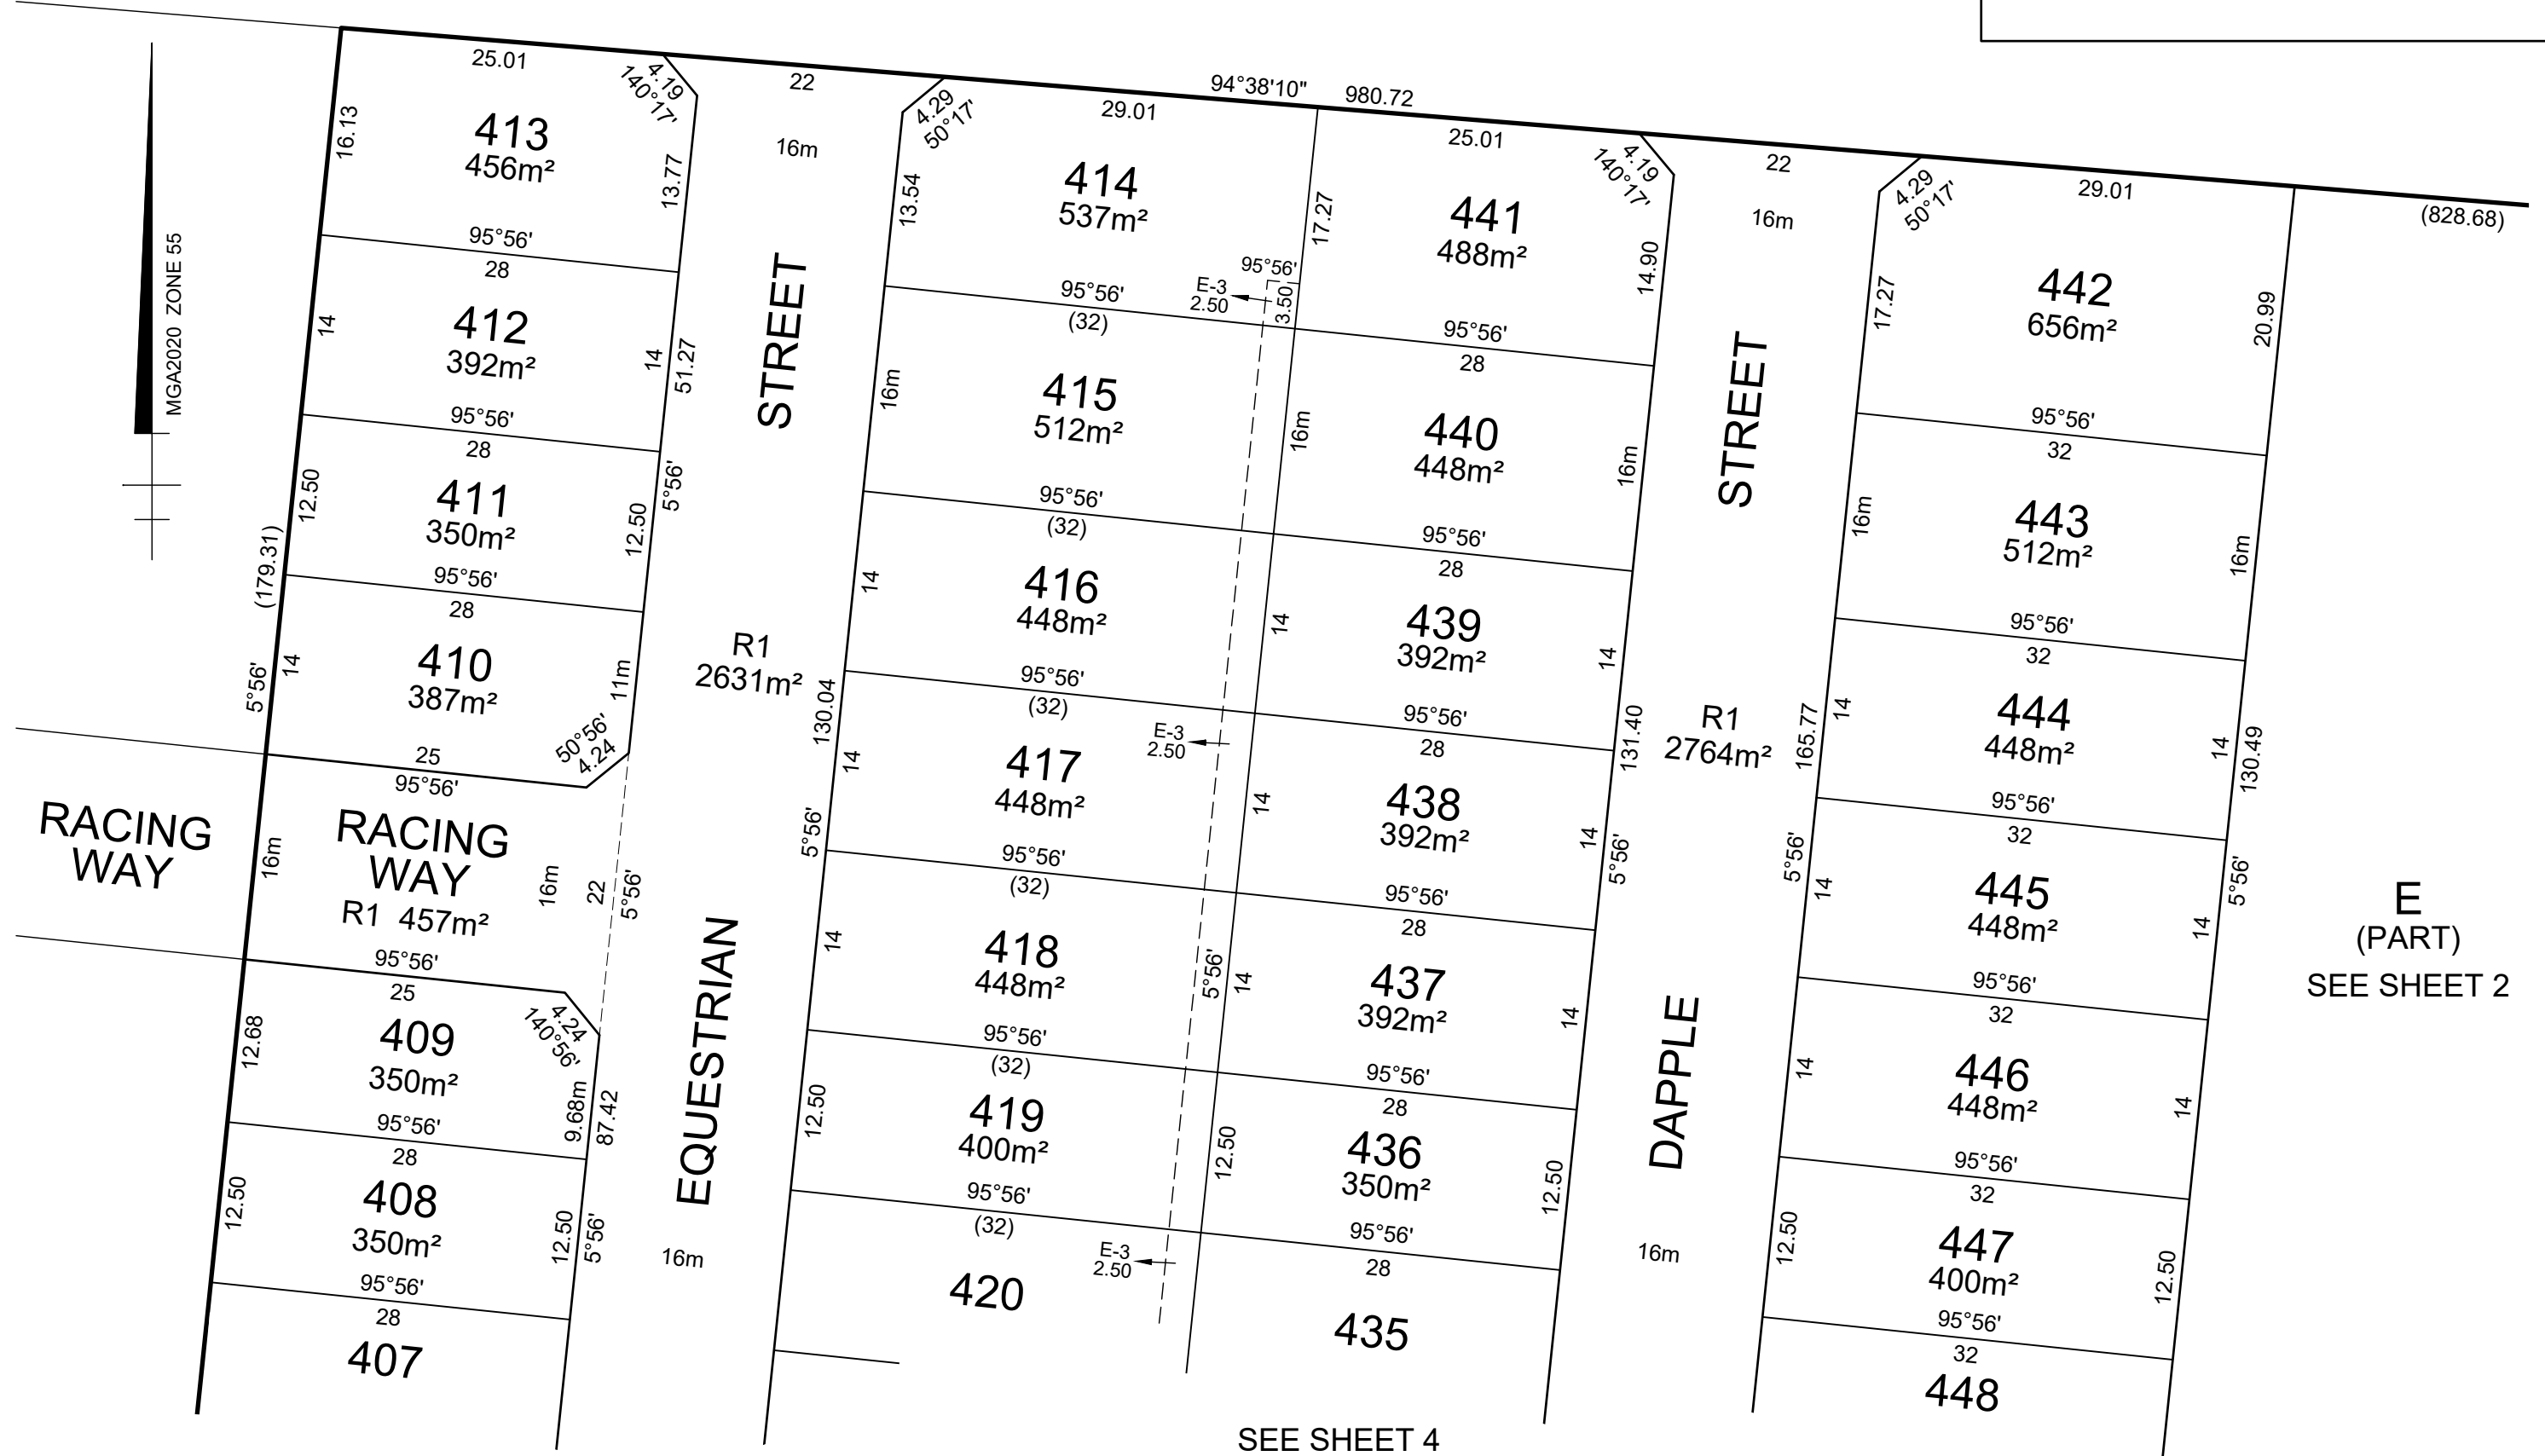 94°38'10"
980.72
(828.68)
MGA2020 ZONE 55
25.01
4.19
140°17'
16.13
413
456m²
13.77
95°56'
28
14
412
392m²
14
51.27
95°56'
28
12.50
411
350m²
12.50
5°56'
95°56'
28
(179.31)
5°56'
14
410
387m²
11m
50°56'
4.24
25
95°56'
RACING
WAY
16m
RACING
WAY
R1 457m²
16m
22
5°56'
95°56'
25
4.24
140°56'
12.68
409
350m²
9.68m
87.42
95°56'
28
12.50
408
350m²
12.50
5°56'
95°56'
28
407
22
16m
STREET
R1
2631m²
EQUESTRIAN
16m
4.29
50°17'
29.01
13.54
414
537m²
17.27
95°56'
E-3
2.50
3.50
95°56'
(32)
16m
415
512m²
16m
95°56'
(32)
14
416
448m²
14
95°56'
(32)
130.04
5°56'
14
417
448m²
E-3
2.50
14
95°56'
(32)
14
418
448m²
5°56'
14
95°56'
(32)
12.50
419
400m²
12.50
95°56'
(32)
420
E-3
2.50
25.01
4.19
140°17'
441
488m²
14.90
95°56'
28
440
448m²
16m
95°56'
28
439
392m²
14
95°56'
28
131.40
5°56'
438
392m²
14
95°56'
28
437
392m²
14
95°56'
28
436
350m²
12.50
95°56'
28
435
22
16m
STREET
R1
2764m²
DAPPLE
16m
4.29
50°17'
29.01
17.27
442
656m²
20.99
95°56'
32
16m
443
512m²
16m
95°56'
32
165.77
5°56'
14
444
448m²
14
130.49
5°56'
95°56'
32
14
445
448m²
14
95°56'
32
14
446
448m²
14
95°56'
32
12.50
447
400m²
12.50
95°56'
32
448
E
(PART)
SEE SHEET 2
SEE SHEET 4